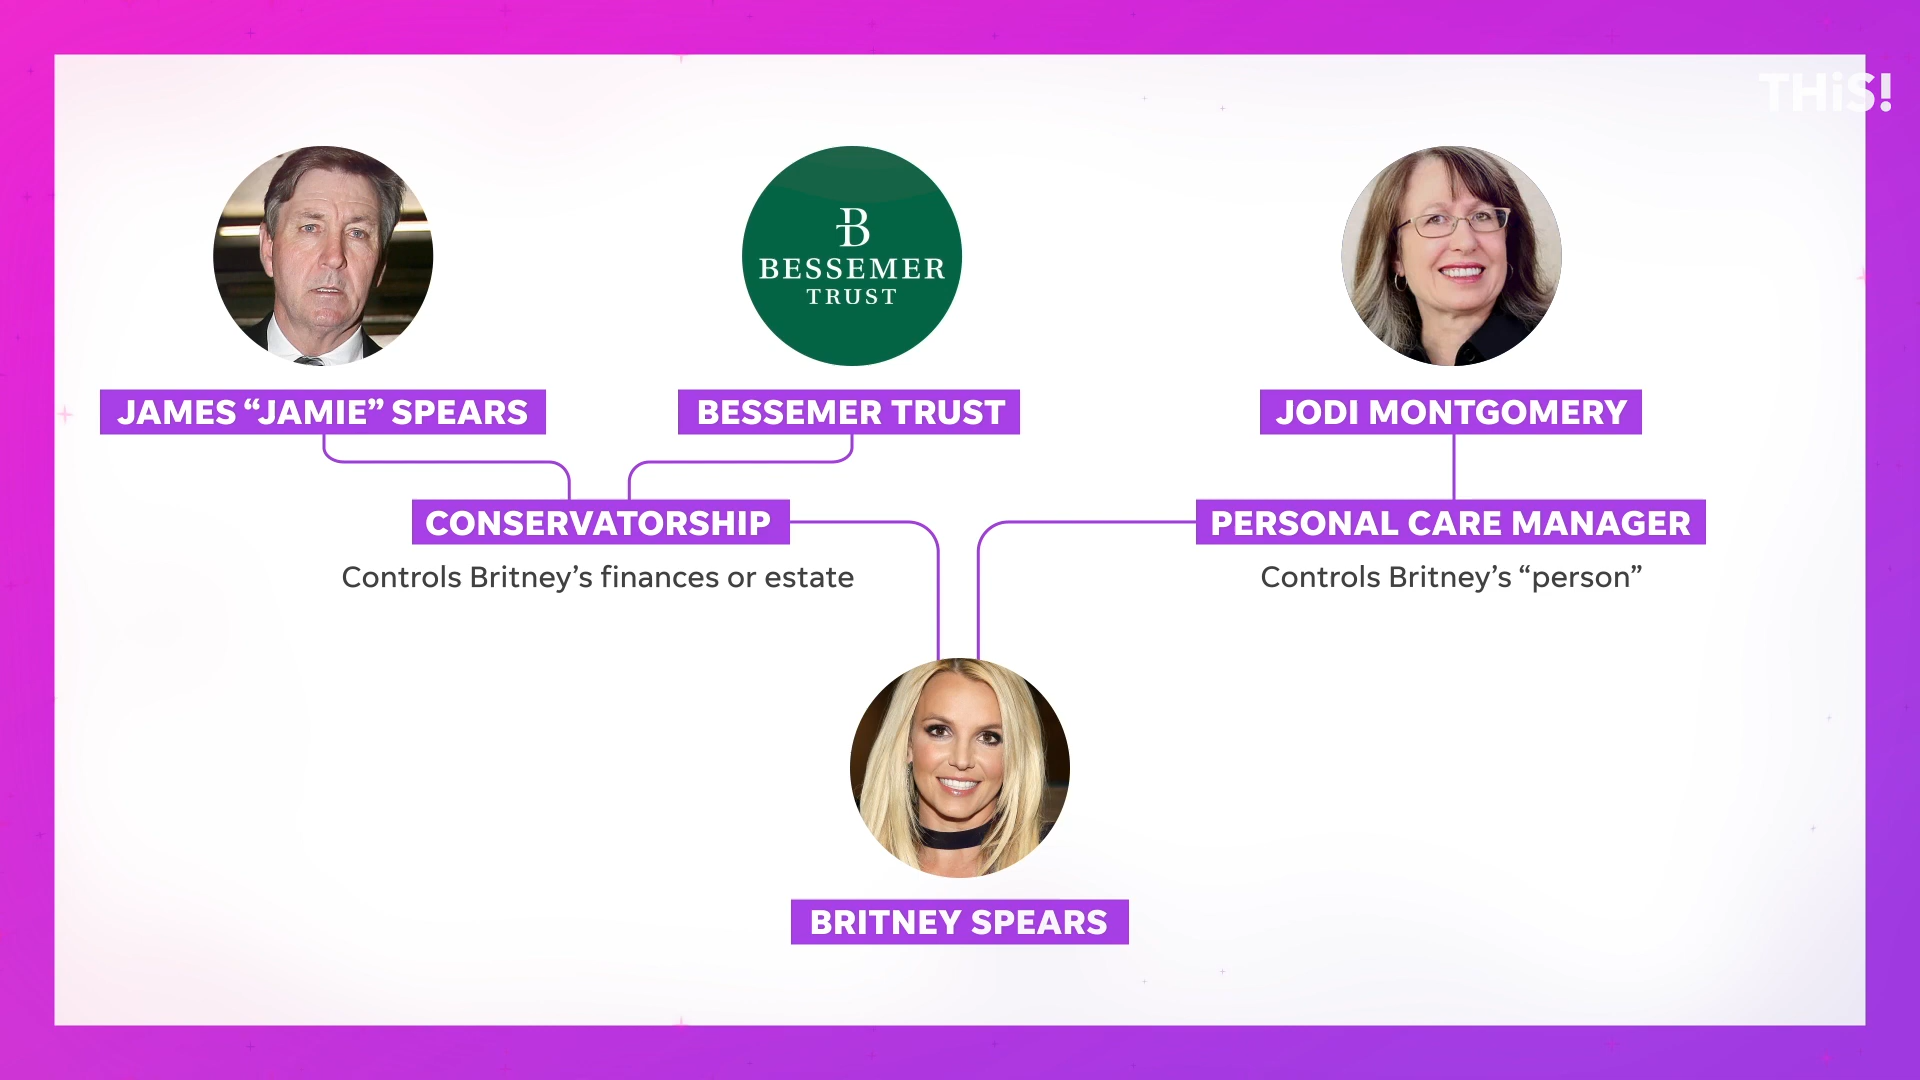 THiS!
B
BESSEMER
TRUST
JAMES “JAMIE” SPEARS
BESSEMER TRUST
JODI MONTGOMERY
CONSERVATORSHIP
Controls Britney’s finances or estate
PERSONAL CARE MANAGER
Controls Britney’s “person”
BRITNEY SPEARS